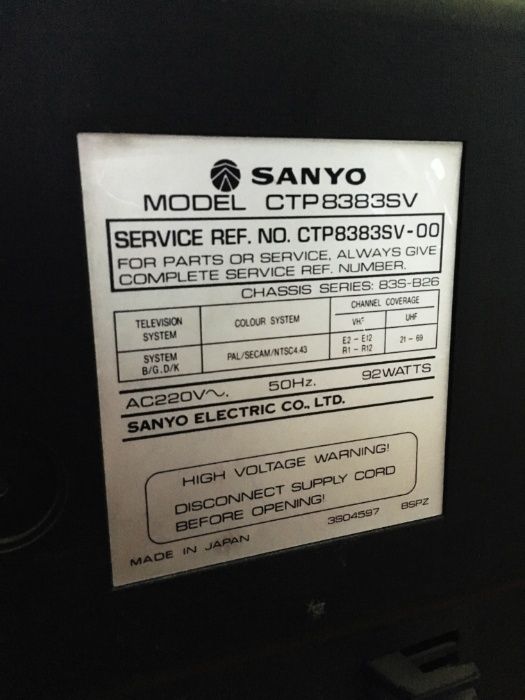 SANYO
MODEL CTP8383SV
SERVICE REF. NO. CTP8383SV-00
FOR PARTS OR SERVICE, ALWAYS GIVE
COMPLETE SERVICE REF. NUMBER.
CHASSIS SERIES: 83S-B26
TELEVISION SYSTEM
COLOUR SYSTEM
CHANNEL COVERAGE
VHF
UHF
SYSTEM B/G.D/K
PAL/SECAM/NTSC4.43
E2 - E12
R1 - R12
21 - 69
AC220V~, 50Hz. 92WATTS
SANYO ELECTRIC CO., LTD.
HIGH VOLTAGE WARNING!
DISCONNECT SUPPLY CORD
BEFORE OPENING!
MADE IN JAPAN 3S04597 BSPZ